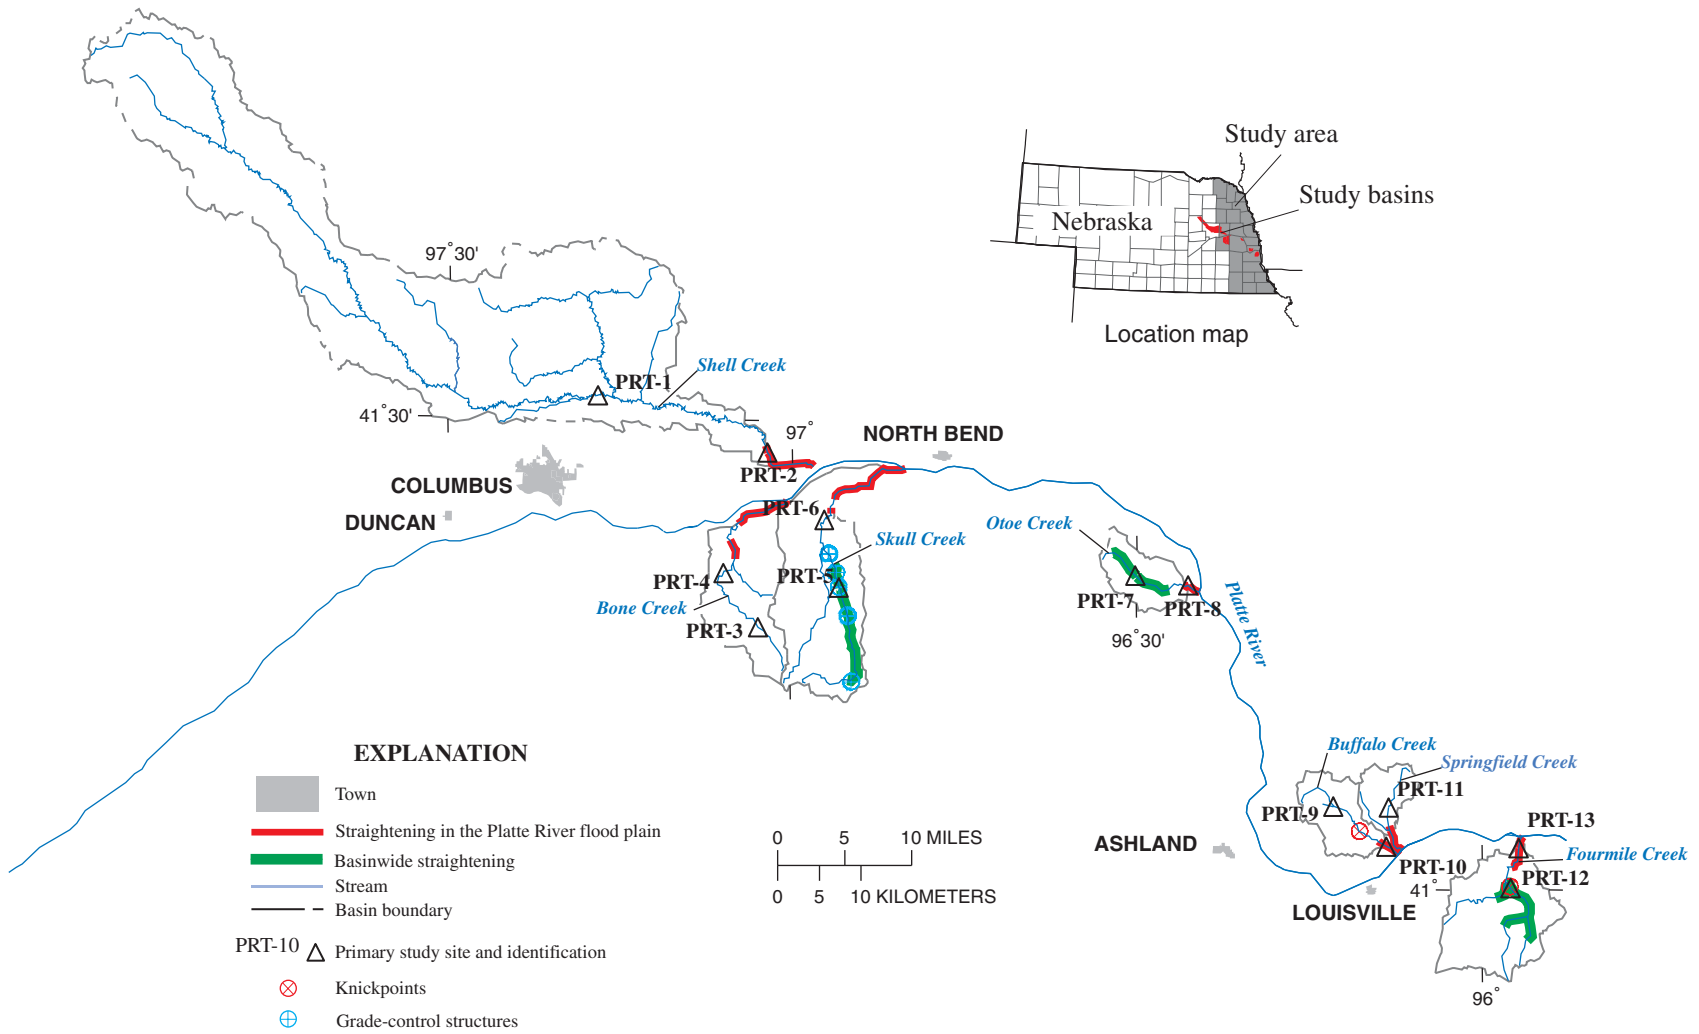 Study area
Study basins
Nebraska
Location map
97°30'
Shell Creek
PRT-1
41°30'
97°
NORTH BEND
PRT-2
COLUMBUS
DUNCAN
PRT-6
Otoe Creek
Skull Creek
PRT-4
PRT-5
Bone Creek
PRT-7
PRT-8
Platte River
PRT-3
96°30'
EXPLANATION
Town
Straightening in the Platte River flood plain
Basinwide straightening
Stream
Basin boundary
PRT-10
Primary study site and identification
Knickpoints
Grade-control structures
0 5 10 MILES
0 5 10 KILOMETERS
Buffalo Creek
Springfield Creek
PRT-11
PRT-9
PRT-13
ASHLAND
Fourmile Creek
PRT-10
PRT-12
41°
LOUISVILLE
96°